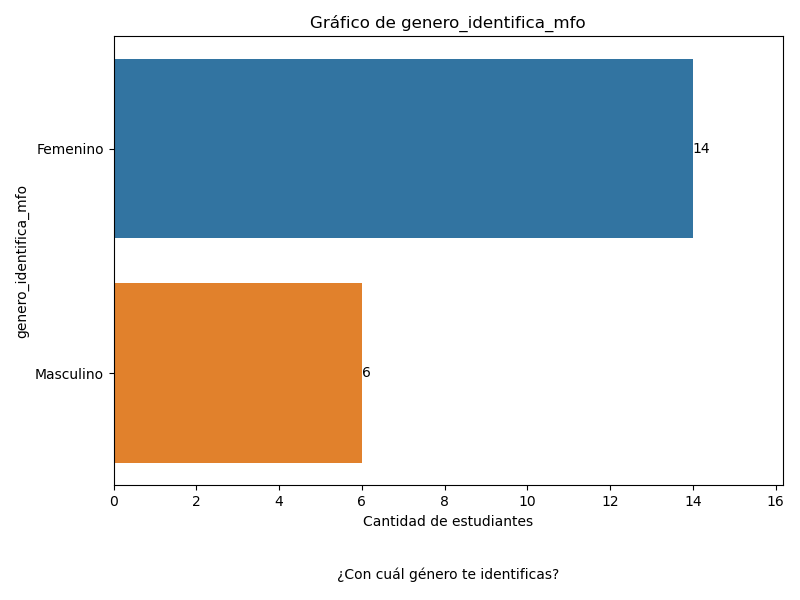 Gráfico de genero_identifica_mfo
genero_identifica_mfo
Femenino
14
Masculino
6
0 2 4 6 8 10 12 14 16
Cantidad de estudiantes
¿Con cuál género te identificas?